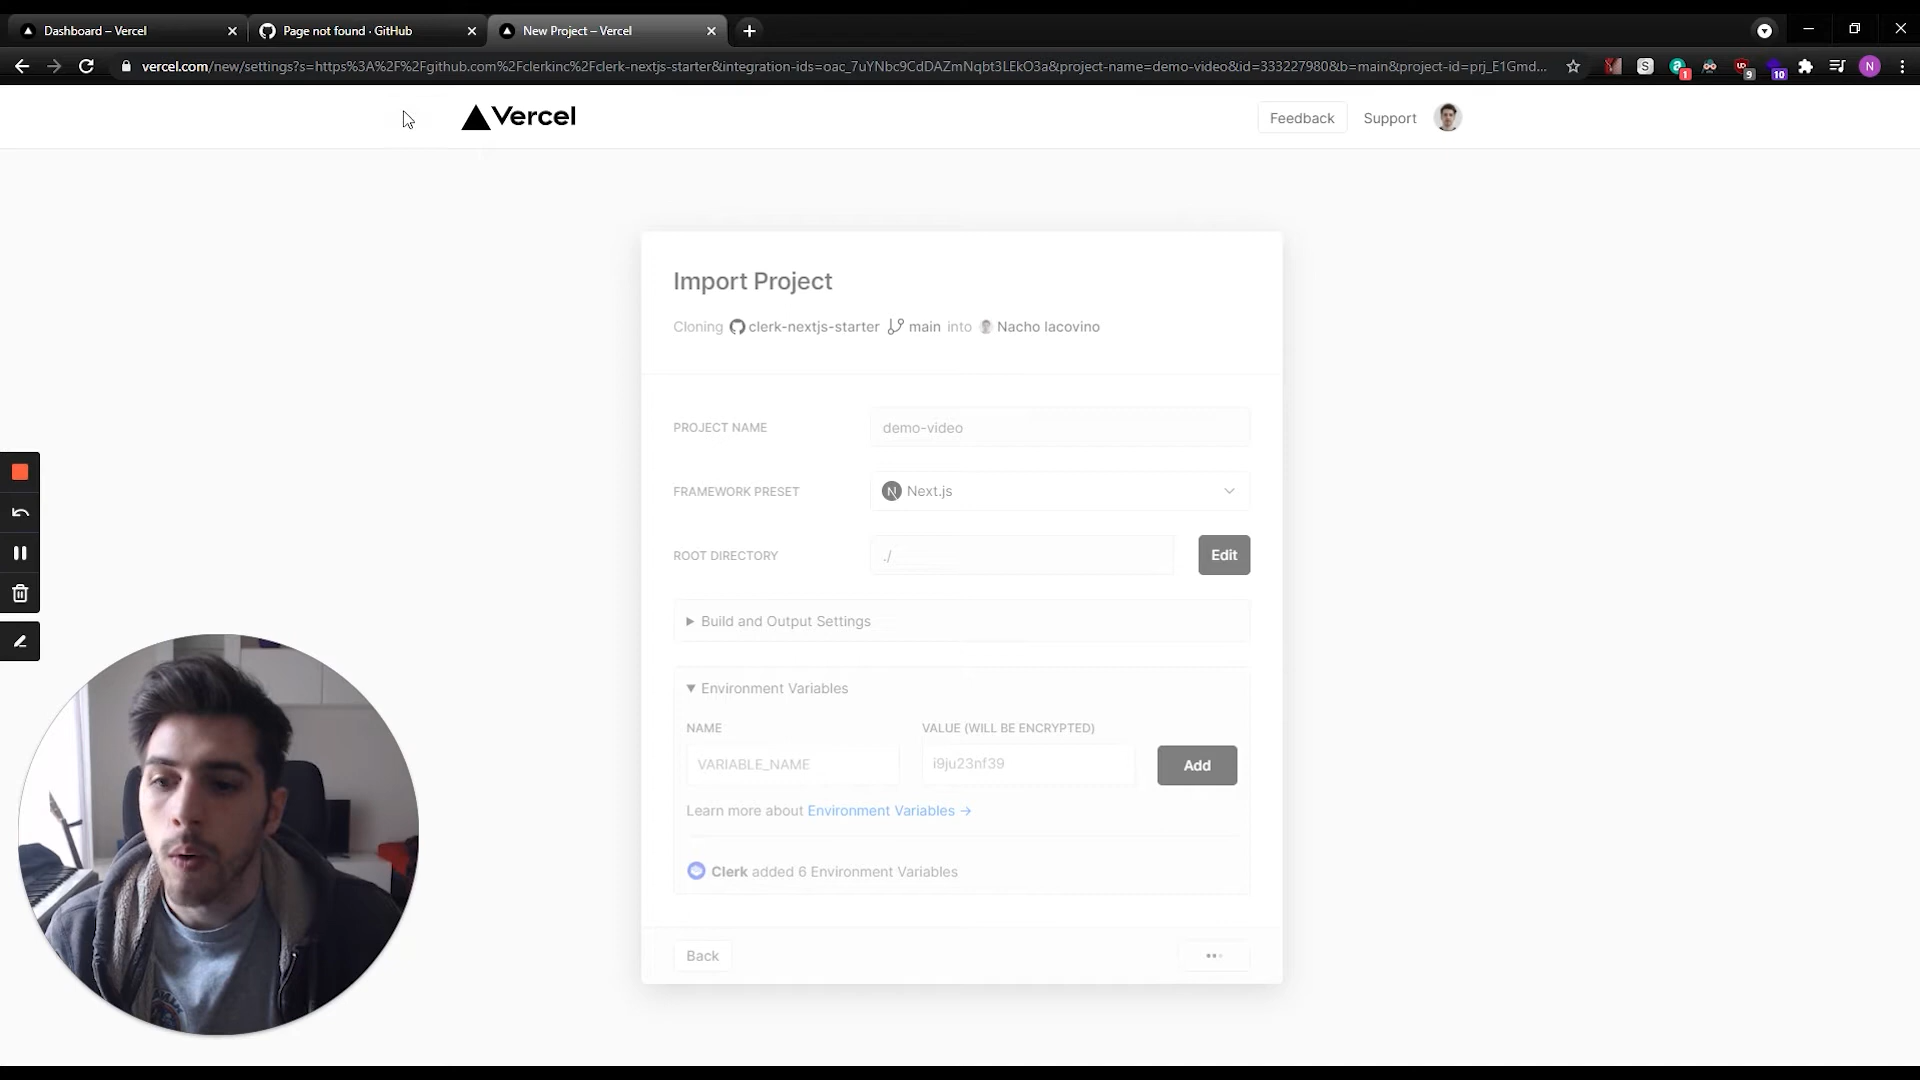 Dashboard – Vercel
Page not found · GitHub
New Project – Vercel
vercel.com/new/settings?s=https%3A%2F%2Fgithub.com%2Fclerkinc%2Fclerk-nextjs-starter&integration-ids=oac_7uYNbc9CdDAZmNqbt3LEkO3a&project-name=demo-video&id=333227980&b=main&project-id=prj_E1Gmd...
S
1
9
10
N
Vercel
Feedback
Support
Import Project
Cloning clerk-nextjs-starter main into Nacho Iacovino
PROJECT NAME
demo-video
FRAMEWORK PRESET
N Next.js
ROOT DIRECTORY
./
Edit
Build and Output Settings
Environment Variables
NAME
VALUE (WILL BE ENCRYPTED)
VARIABLE_NAME
i9ju23nf39
Add
Learn more about Environment Variables →
Clerk added 6 Environment Variables
Back